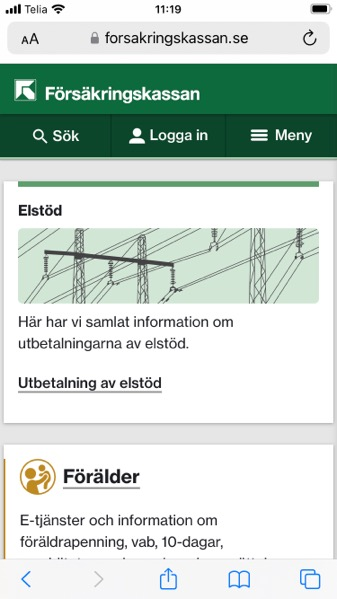 Telia 11:19
AA forsakringskassan.se
Försäkringskassan
Sök Logga in Meny
Elstöd
Här har vi samlat information om
utbetalningarna av elstöd.
Utbetalning av elstöd
Förälder
E-tjänster och information om
föräldrapenning, vab, 10-dagar,